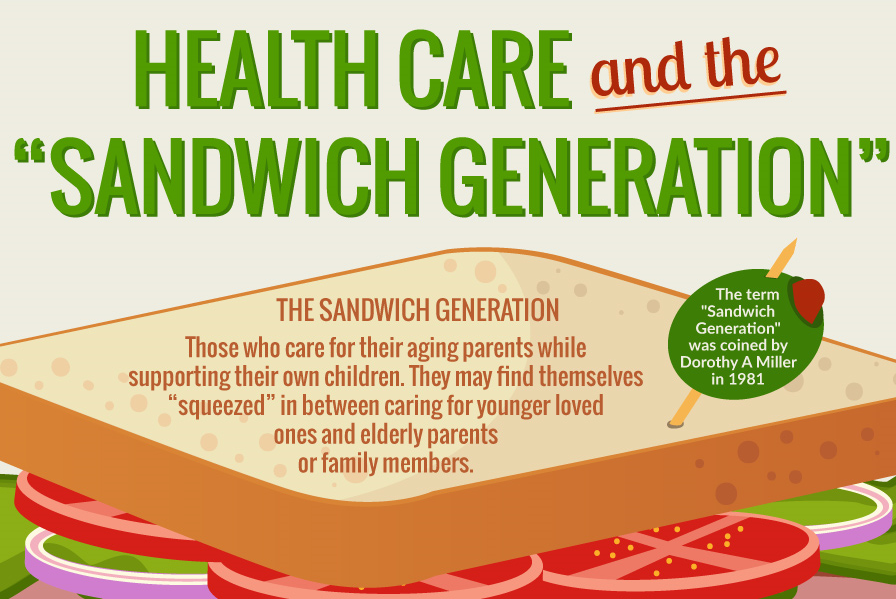 HEALTH CARE and the
“SANDWICH GENERATION”
THE SANDWICH GENERATION
Those who care for their aging parents while
supporting their own children. They may find themselves
“squeezed” in between caring for younger loved
ones and elderly parents
or family members.
The term
"Sandwich
Generation"
was coined by
Dorothy A Miller
in 1981